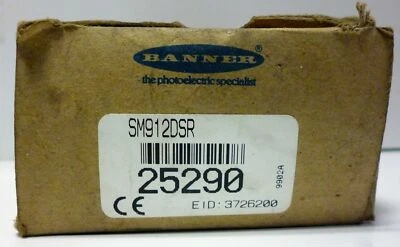 BANNER
®
the photoelectric specialist
SM912DSR
25290
9902A
CE EID: 3726200